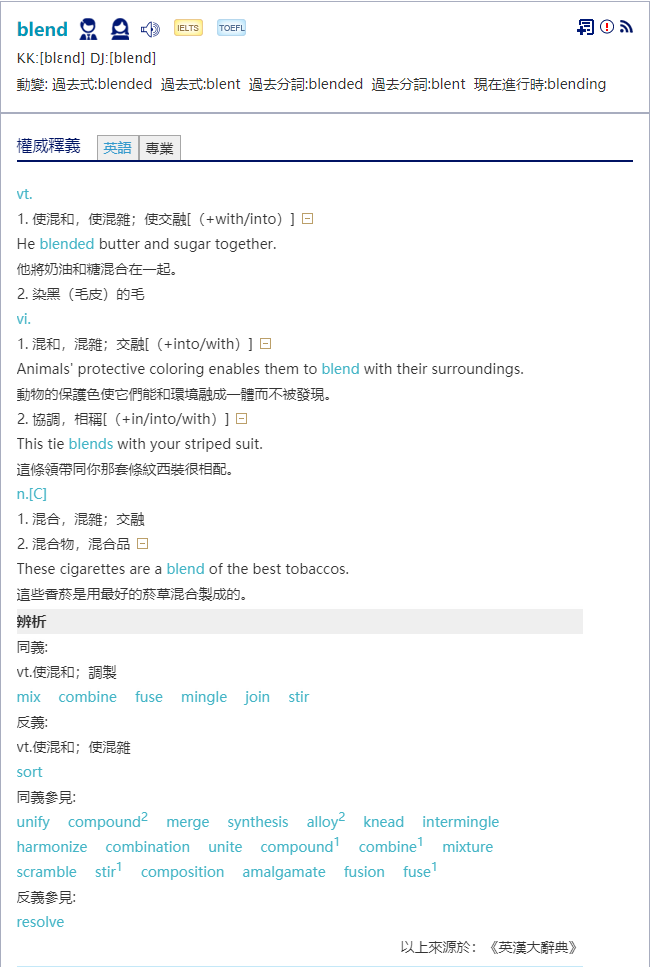 blend IELTS TOEFL
KK:[blɛnd] DJ:[blend]
動變: 過去式:blended 過去式:blent 過去分詞:blended 過去分詞:blent 現在進行時:blending
權威釋義 英語 專業
vt.
1. 使混和，使混雜；使交融[（+with/into）]
He blended butter and sugar together.
他將奶油和糖混合在一起。
2. 染黑（毛皮）的毛
vi.
1. 混和，混雜；交融[（+into/with）]
Animals' protective coloring enables them to blend with their surroundings.
動物的保護色使它們能和環境融成一體而不被發現。
2. 協調，相稱[（+in/into/with）]
This tie blends with your striped suit.
這條領帶同你那套條紋西裝很相配。
n.[C]
1. 混合，混雜；交融
2. 混合物，混合品
These cigarettes are a blend of the best tobaccos.
這些香菸是用最好的菸草混合製成的。
辨析
同義:
vt.使混和；調製
mix combine fuse mingle join stir
反義:
vt.使混和；使混雜
sort
同義參見:
unify compound2 merge synthesis alloy2 knead intermingle
harmonize combination unite compound1 combine1 mixture
scramble stir1 composition amalgamate fusion fuse1
反義參見:
resolve
以上來源於：《英漢大辭典》